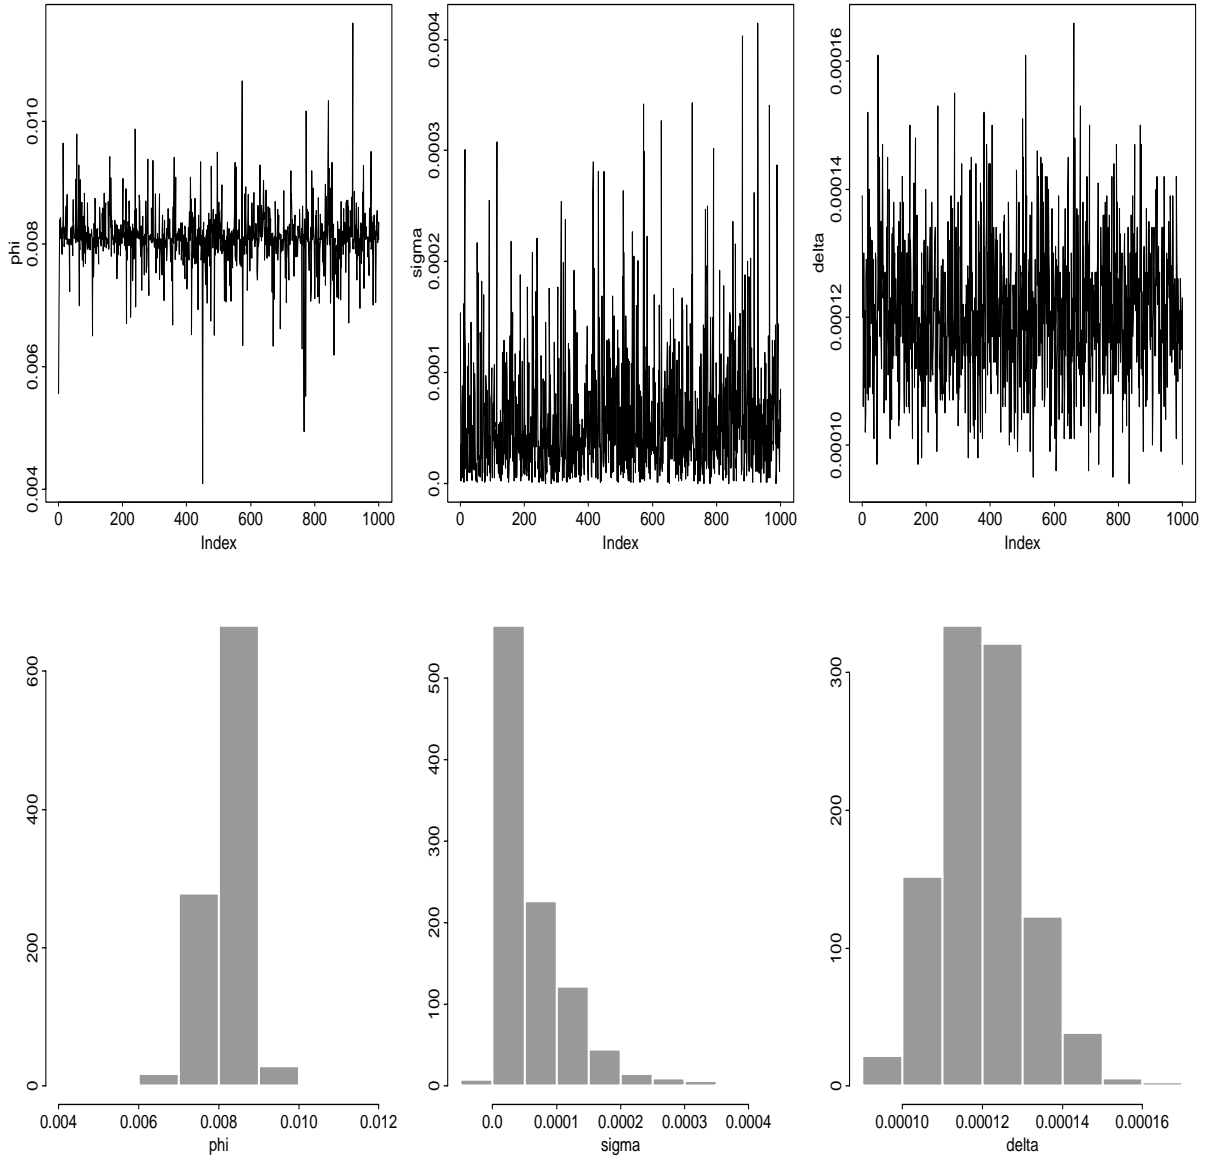 phi
0.004 0.006 0.008 0.010
0 200 400 600 800 1000
Index
sigma
0.0 0.0001 0.0002 0.0003 0.0004
0 200 400 600 800 1000
Index
delta
0.00010 0.00012 0.00014 0.00016
0 200 400 600 800 1000
Index
0 200 400 600
0.004 0.006 0.008 0.010 0.012
phi
0 100 200 300 400 500
0.0 0.0001 0.0002 0.0003 0.0004
sigma
0 100 200 300
0.00010 0.00012 0.00014 0.00016
delta